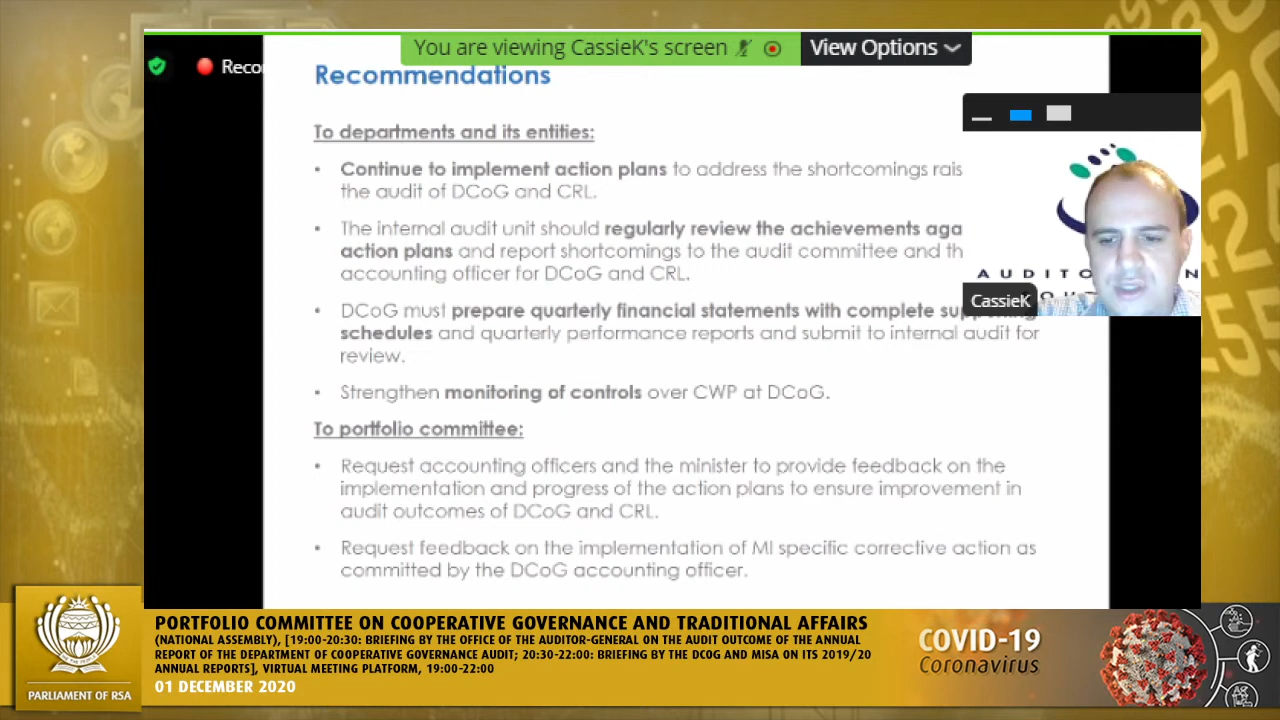 You are viewing CassieK's screen
View Options
Recommendations
To departments and its entities:
• Continue to implement action plans to address the shortcomings rais
the audit of DCoG and CRL.
• The internal audit unit should regularly review the achievements aga
action plans and report shortcomings to the audit committee and th
accounting officer for DCoG and CRL.
• DCoG must prepare quarterly financial statements with complete supporting
schedules and quarterly performance reports and submit to internal audit for
review.
• Strengthen monitoring of controls over CWP at DCoG.
To portfolio committee:
• Request accounting officers and the minister to provide feedback on the
implementation and progress of the action plans to ensure improvement in
audit outcomes of DCoG and CRL.
• Request feedback on the implementation of MI specific corrective action as
committed by the DCoG accounting officer.
Reco
AUDITO
CassieK
PARLIAMENT OF RSA
PORTFOLIO COMMITTEE ON COOPERATIVE GOVERNANCE AND TRADITIONAL AFFAIRS
(NATIONAL ASSEMBLY), [19:00-20:30: BRIEFING BY THE OFFICE OF THE AUDITOR-GENERAL ON THE AUDIT OUTCOME OF THE ANNUAL
REPORT OF THE DEPARTMENT OF COOPERATIVE GOVERNANCE AUDIT; 20:30-22:00: BRIEFING BY THE DCOG AND MISA ON ITS 2019/20
ANNUAL REPORTS], VIRTUAL MEETING PLATFORM, 19:00-22:00
01 DECEMBER 2020
COVID-19
Coronavirus